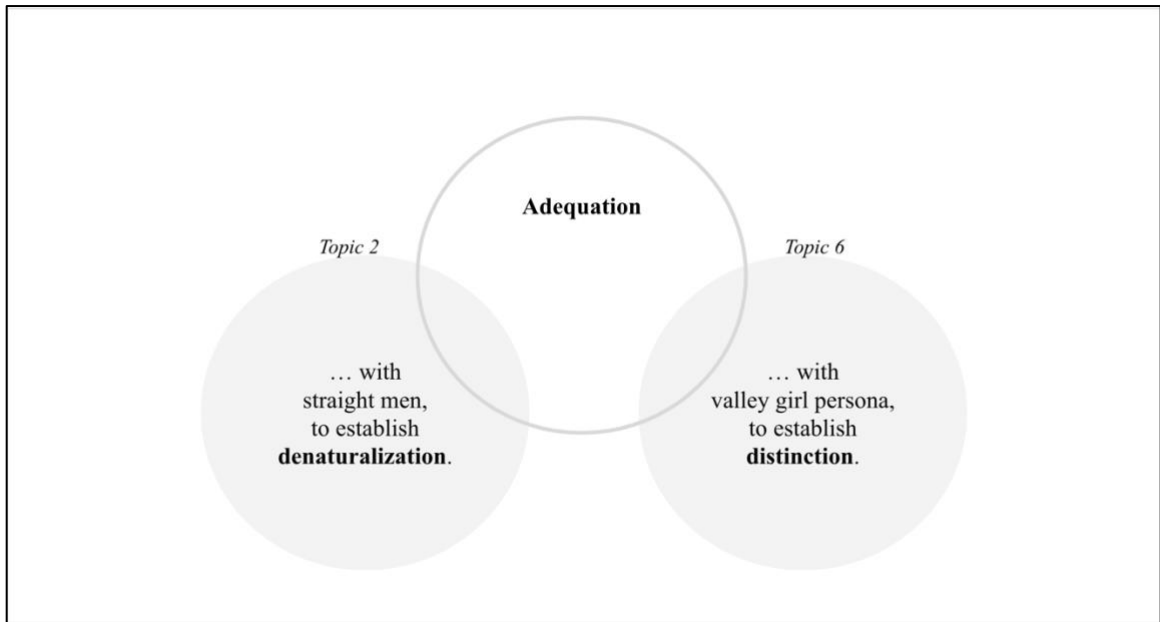 Adequation
Topic 2
… with
straight men,
to establish
denaturalization.
Topic 6
… with
valley girl persona,
to establish
distinction.